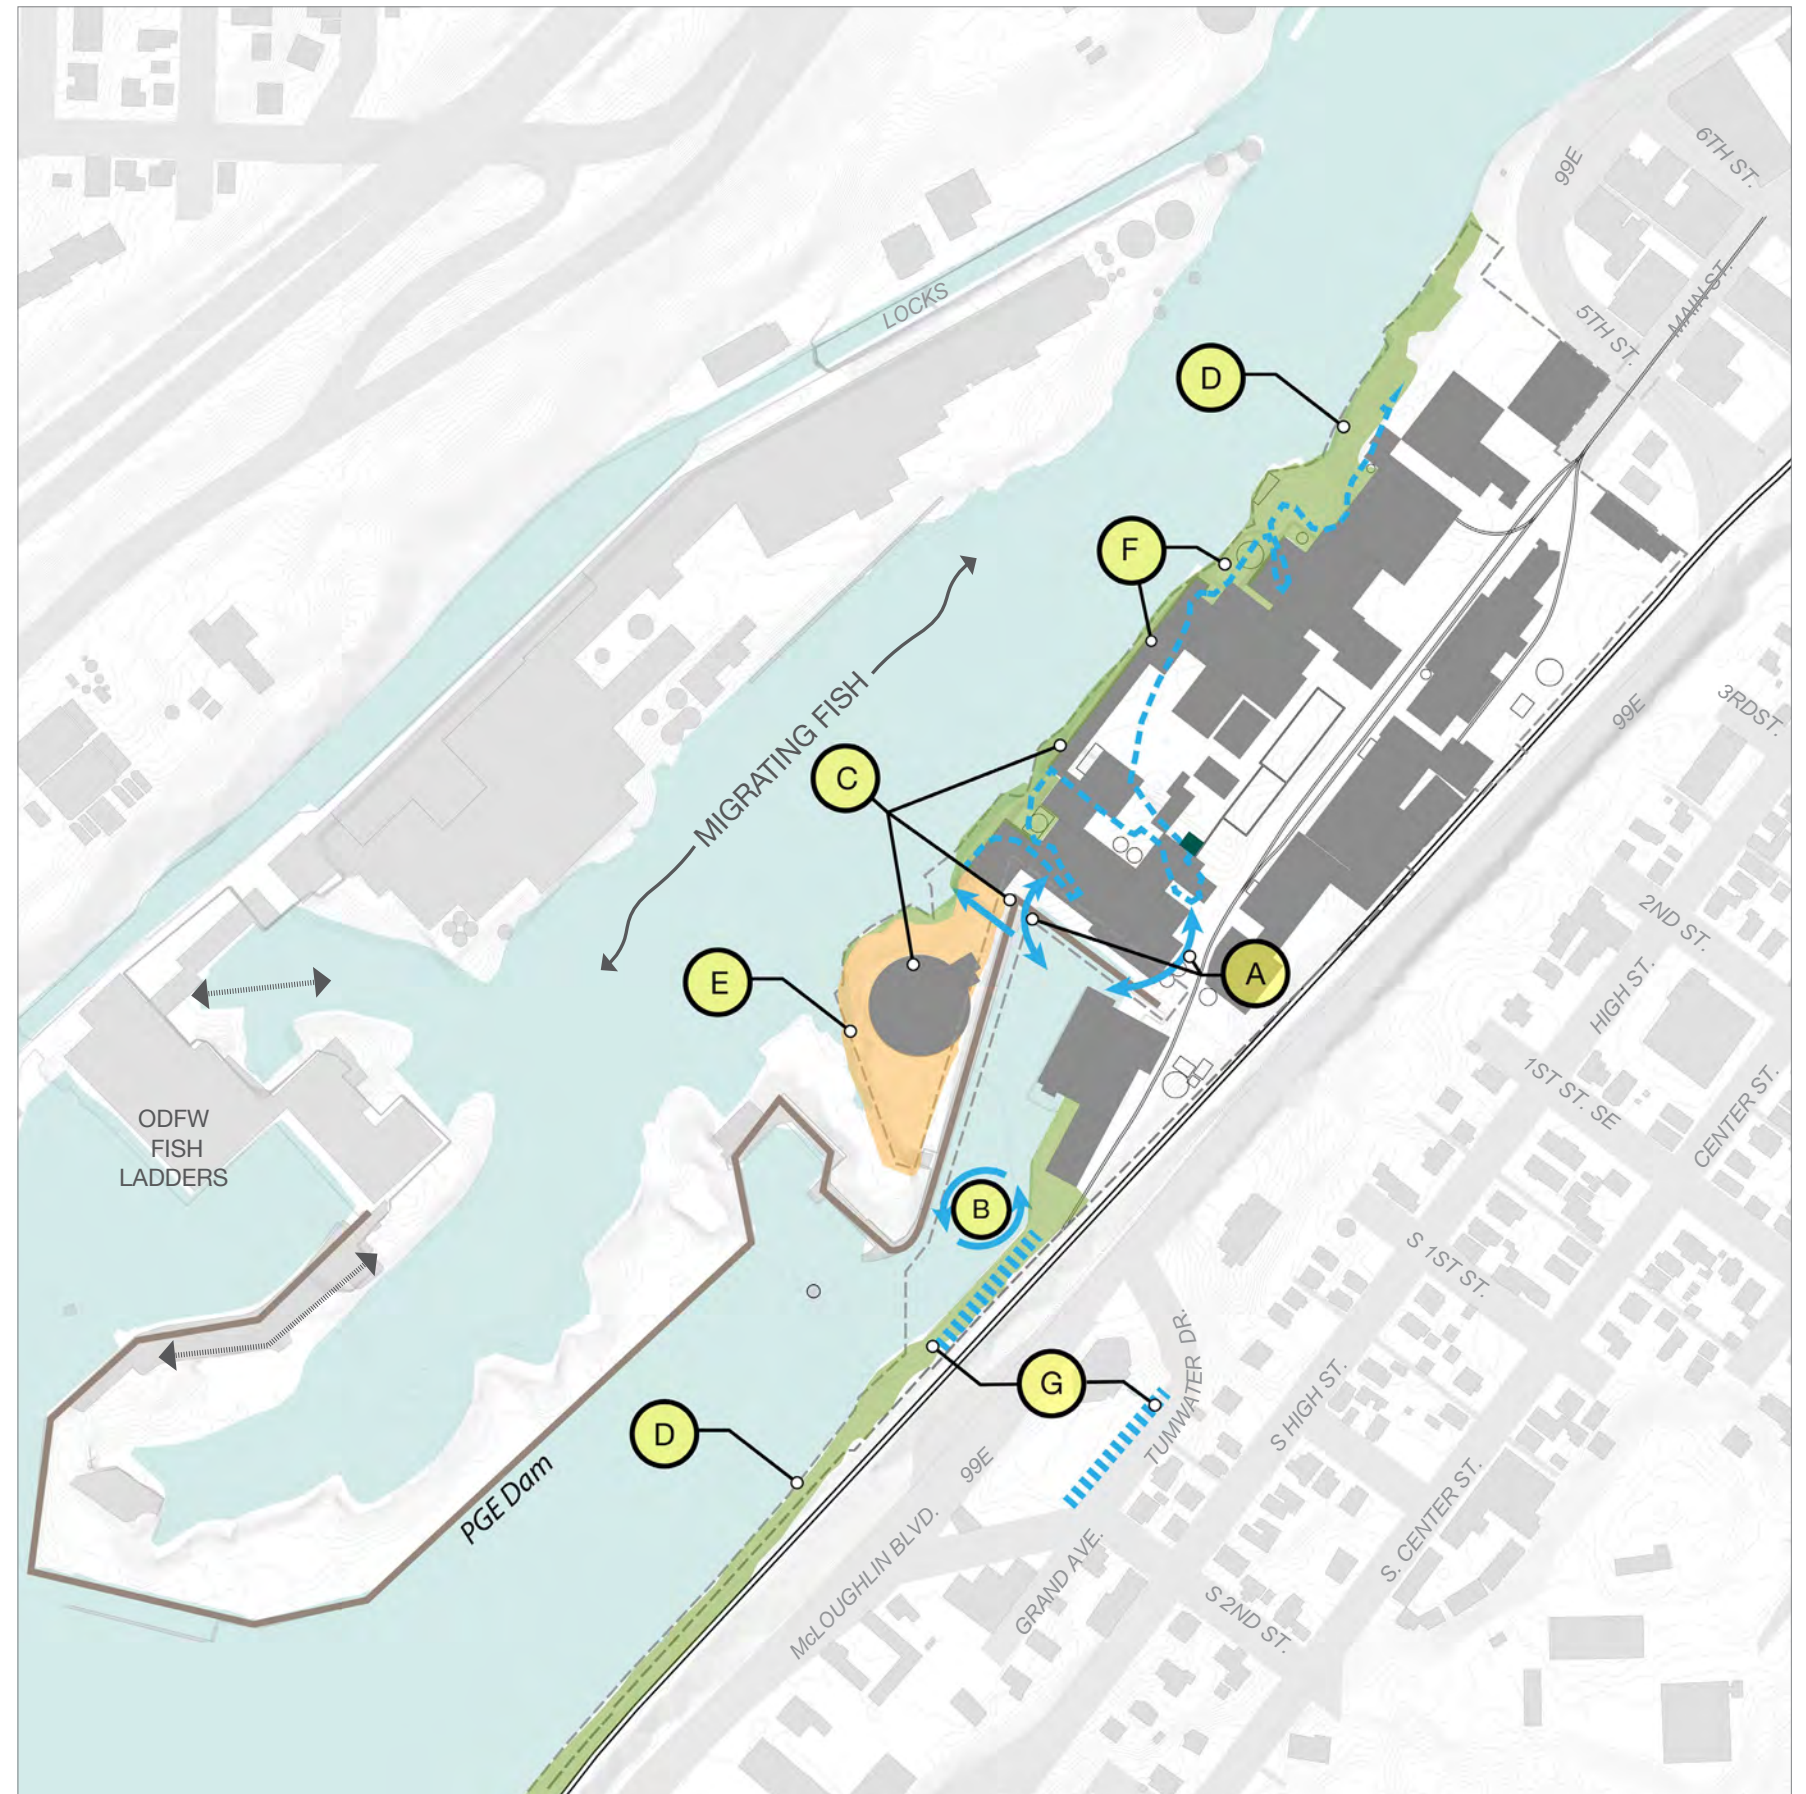 6TH ST.
99E
MAIN ST.
LOCKS
5TH ST.
D
F
MIGRATING FISH
3RDST.
99E
C
2ND ST.
HIGH ST.
E
A
1ST ST. SE
CENTER ST.
ODFW
FISH
LADDERS
B
S 1ST ST.
G
TUMWATER DR.
S HIGH ST.
D
99E
PGE Dam
S. CENTER ST.
McLOUGHLIN BLVD.
GRAND AVE.
S 2ND ST.